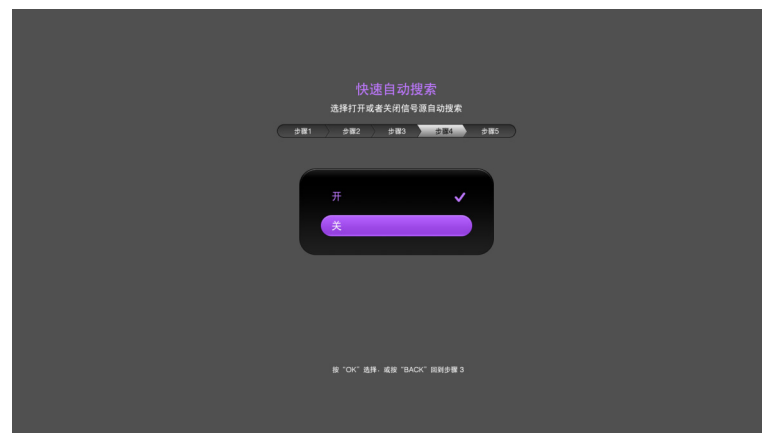 快速自动搜索
选择打开或者关闭信号源自动搜索
步骤1 步骤2 步骤3 步骤4 步骤5
开
关
按“OK”选择，或按“BACK”回到步骤 3